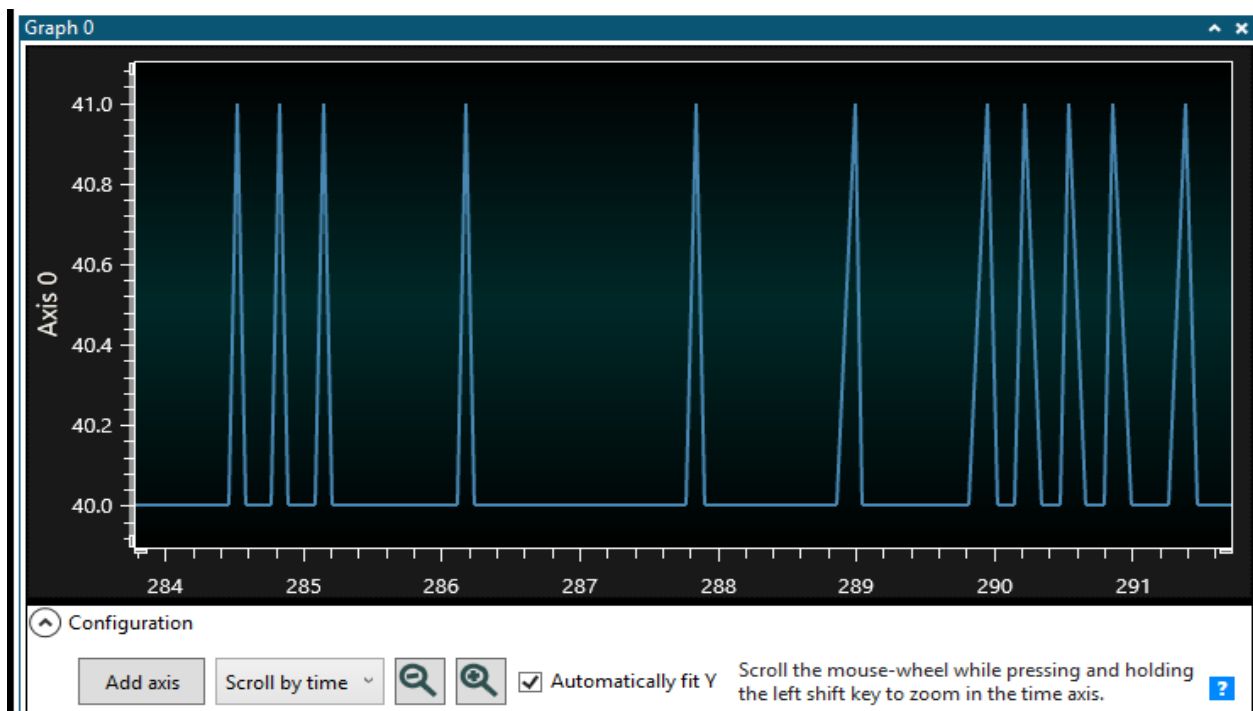 Graph 0
41.0
40.8
40.6
40.4
40.2
40.0
Axis 0
284 285 286 287 288 289 290 291
Configuration
Add axis Scroll by time Automatically fit Y
Scroll the mouse-wheel while pressing and holding
the left shift key to zoom in the time axis.
?